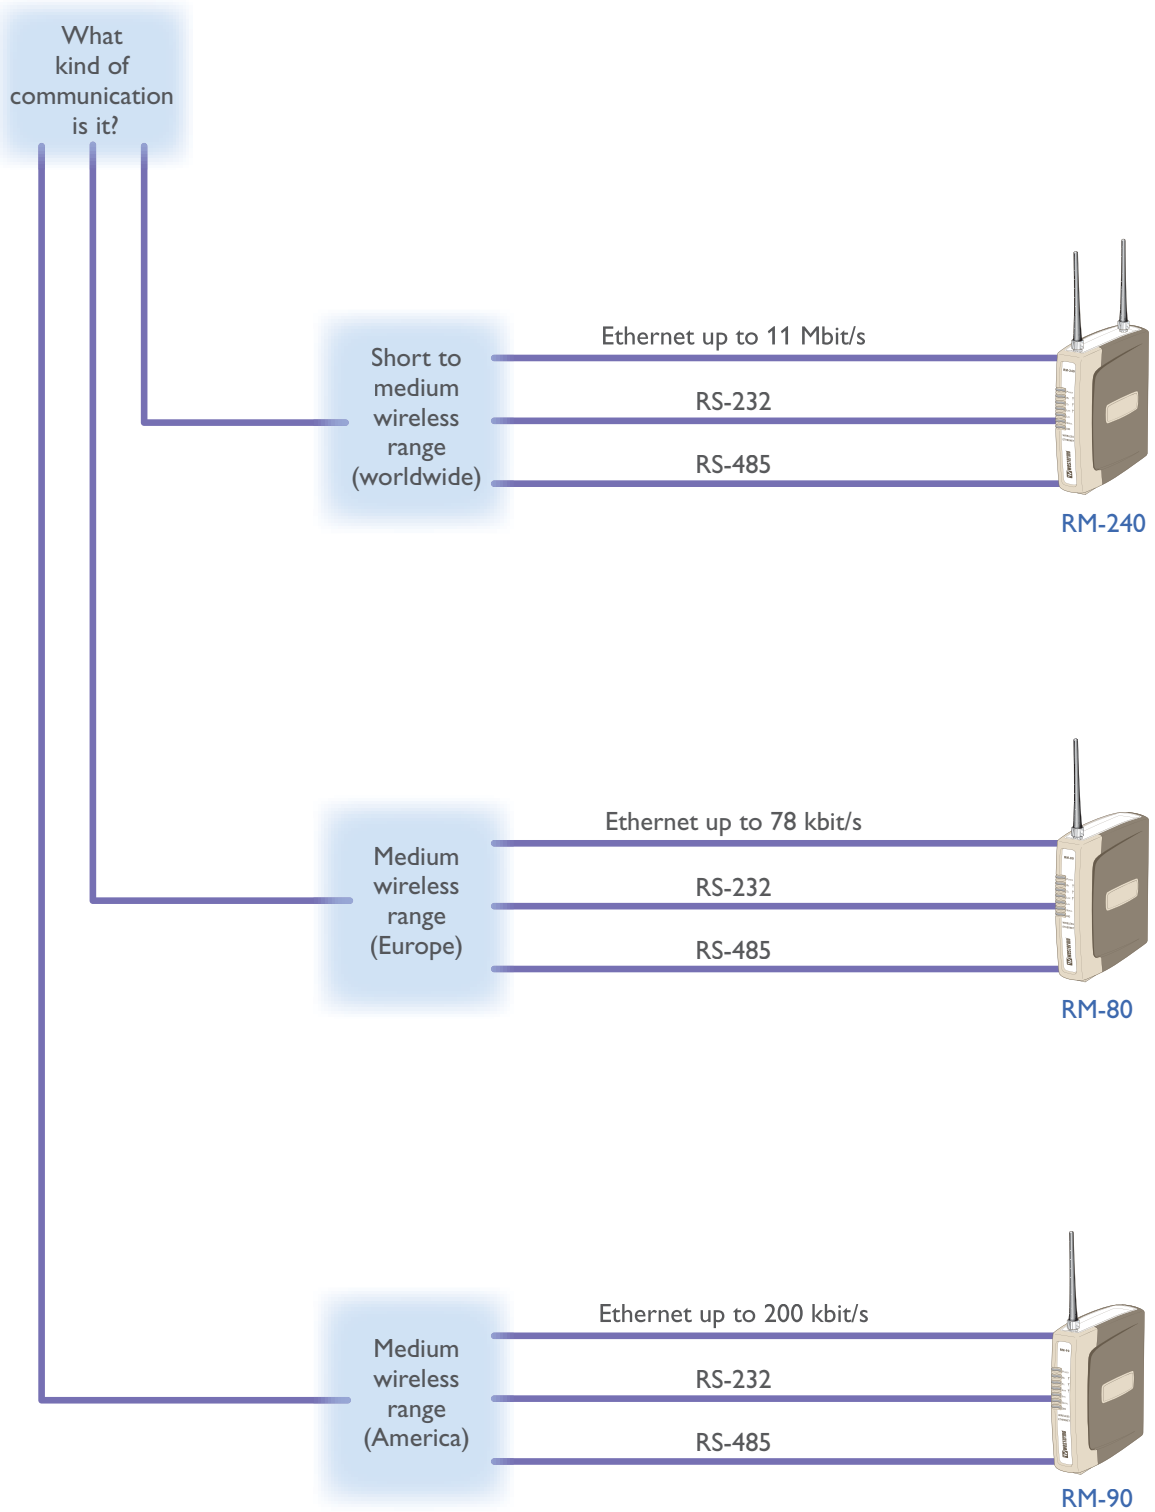 What
kind of
communication
is it?
Short to
medium
wireless
range
(worldwide)
Ethernet up to 11 Mbit/s
RS-232
RS-485
RM-240
Medium
wireless
range
(Europe)
Ethernet up to 78 kbit/s
RS-232
RS-485
RM-80
Medium
wireless
range
(America)
Ethernet up to 200 kbit/s
RS-232
RS-485
RM-90